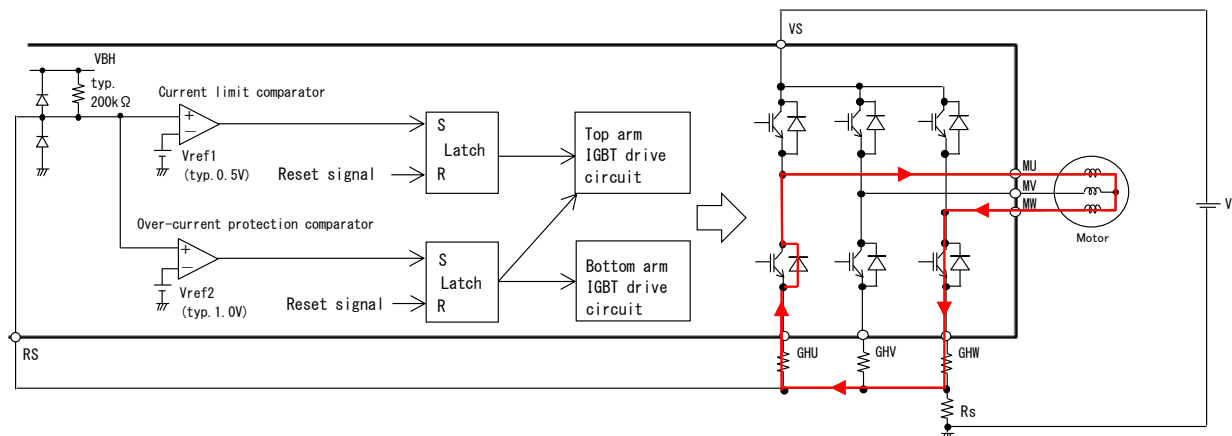 VS
VBH
typ.
200kΩ
Current limit comparator
+
−
Vref1
(typ.0.5V)
Reset signal
S
Latch
R
Top arm
IGBT drive
circuit
MU
MV
MW
Motor
V
Over-current protection comparator
+
−
Vref2
(typ.1.0V)
Reset signal
S
Latch
R
Bottom arm
IGBT drive
circuit
RS
GHU
GHV
GHW
Rs